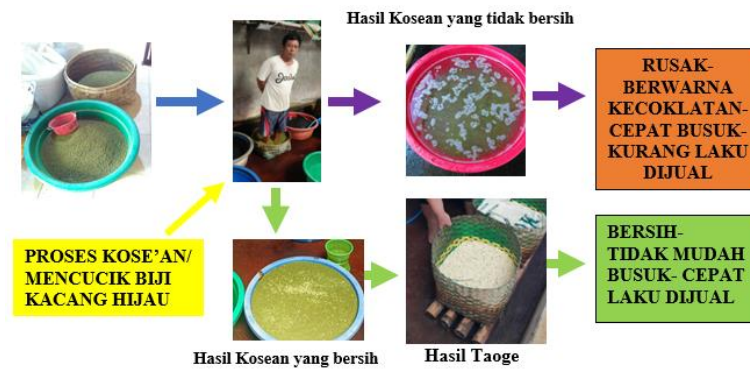 Hasil Kosean yang tidak bersih
RUSAK-
BERWARNA
KECOKLATAN-
CEPAT BUSUK-
KURANG LAKU
DIJUAL
PROSES KOSE’AN/
MENCUCIK BIJI
KACANG HIJAU
BERSIH-
TIDAK MUDAH
BUSUK- CEPAT
LAKU DIJUAL
Hasil Kosean yang bersih
Hasil Taoge